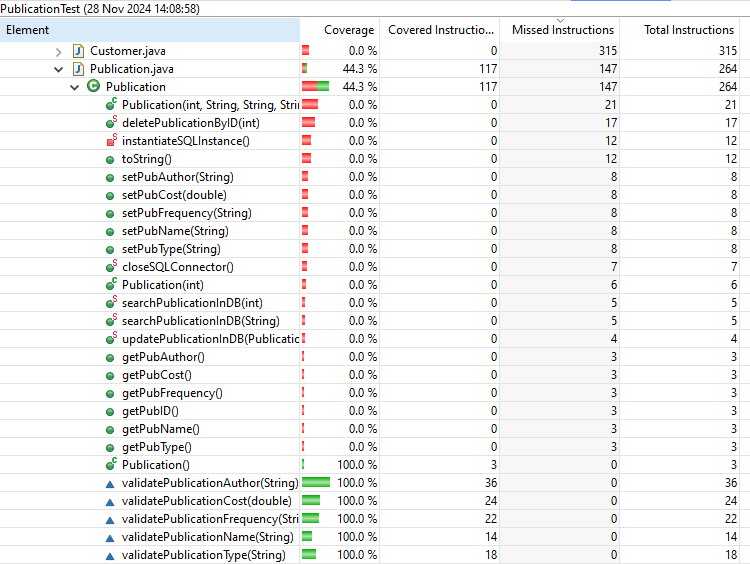 PublicationTest (28 Nov 2024 14:08:58)
Element Coverage Covered Instructio... Missed Instructions Total Instructions
Customer.java 0.0 % 0 315 315
Publication.java 44.3 % 117 147 264
Publication 44.3 % 117 147 264
Publication(int, String, String, Stri 0.0 % 0 21 21
deletePublicationByID(int) 0.0 % 0 17 17
instantiateSQLInstance() 0.0 % 0 12 12
toString() 0.0 % 0 12 12
setPubAuthor(String) 0.0 % 0 8 8
setPubCost(double) 0.0 % 0 8 8
setPubFrequency(String) 0.0 % 0 8 8
setPubName(String) 0.0 % 0 8 8
setPubType(String) 0.0 % 0 8 8
closeSQLConnector() 0.0 % 0 7 7
Publication(int) 0.0 % 0 6 6
searchPublicationInDB(int) 0.0 % 0 5 5
searchPublicationInDB(String) 0.0 % 0 5 5
updatePublicationInDB(Publicatic 0.0 % 0 4 4
getPubAuthor() 0.0 % 0 3 3
getPubCost() 0.0 % 0 3 3
getPubFrequency() 0.0 % 0 3 3
getPubID() 0.0 % 0 3 3
getPubName() 0.0 % 0 3 3
getPubType() 0.0 % 0 3 3
Publication() 100.0 % 3 0 3
validatePublicationAuthor(String) 100.0 % 36 0 36
validatePublicationCost(double) 100.0 % 24 0 24
validatePublicationFrequency(Stri 100.0 % 22 0 22
validatePublicationName(String) 100.0 % 14 0 14
validatePublicationType(String) 100.0 % 18 0 18